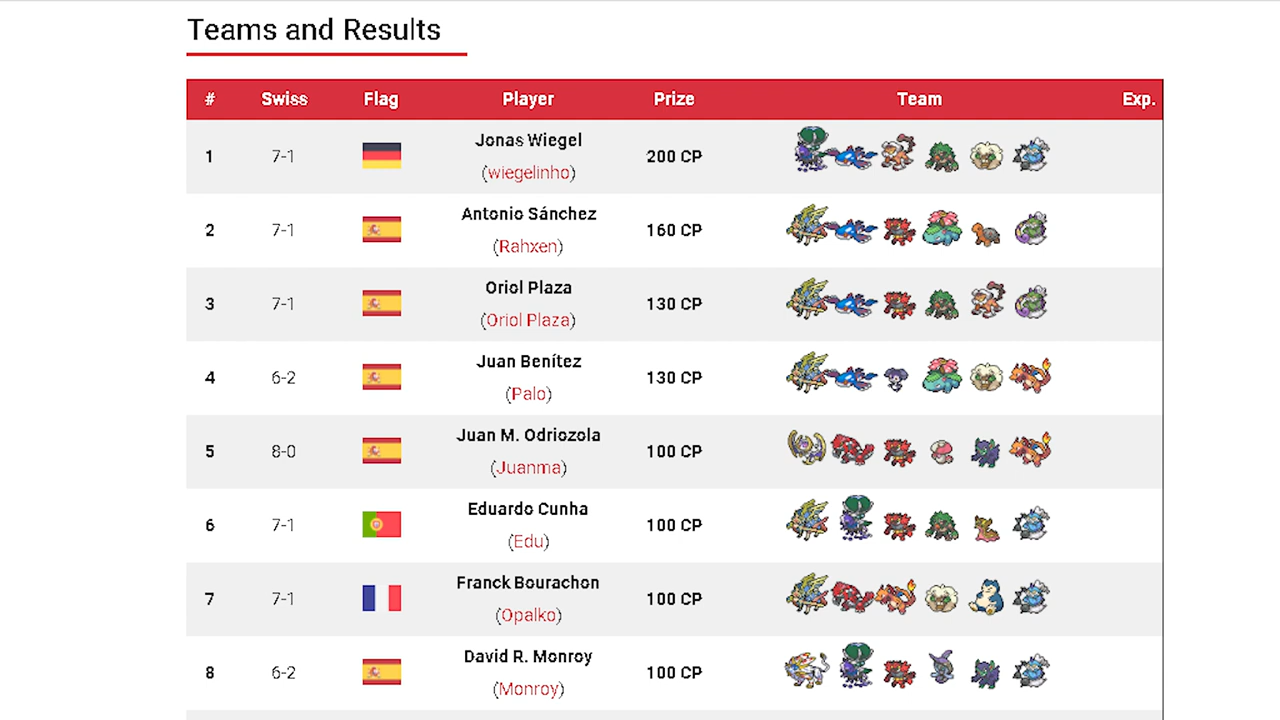 Teams and Results
# Swiss Flag Player Prize Team Exp.
1 7-1 Jonas Wiegel (wiegelinho) 200 CP
2 7-1 Antonio Sánchez (Rahxen) 160 CP
3 7-1 Oriol Plaza (Oriol Plaza) 130 CP
4 6-2 Juan Benítez (Palo) 130 CP
5 8-0 Juan M. Odriozola (Juanma) 100 CP
6 7-1 Eduardo Cunha (Edu) 100 CP
7 7-1 Franck Bourachon (Opalko) 100 CP
8 6-2 David R. Monroy (Monroy) 100 CP